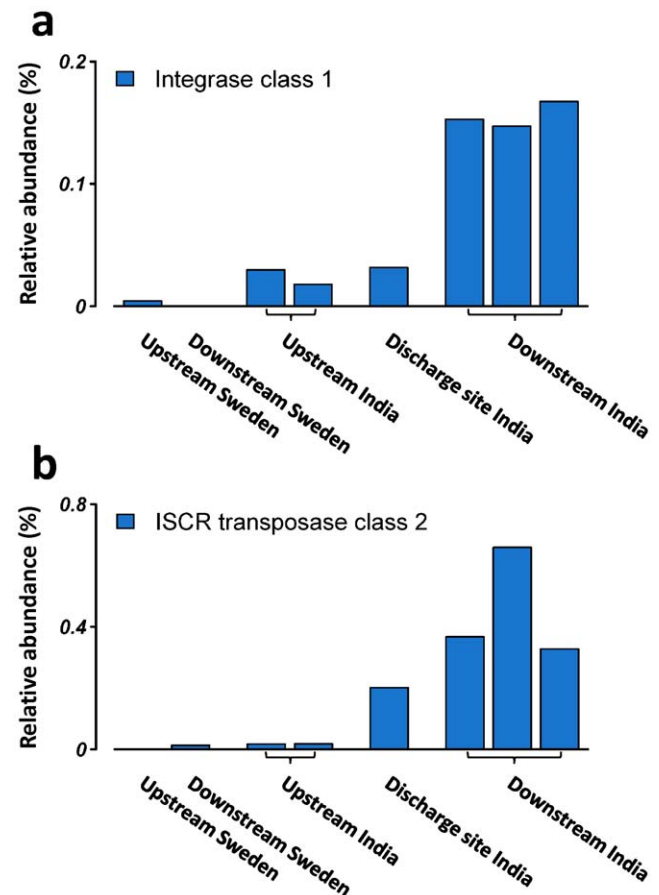 a
0.2
Integrase class 1
Relative abundance (%)
0.1
0
Upstream Sweden
Downstream Sweden
Upstream India
Discharge site India
Downstream India
b
0.8
ISCR transposase class 2
Relative abundance (%)
0.4
0
Upstream Sweden
Downstream Sweden
Upstream India
Discharge site India
Downstream India